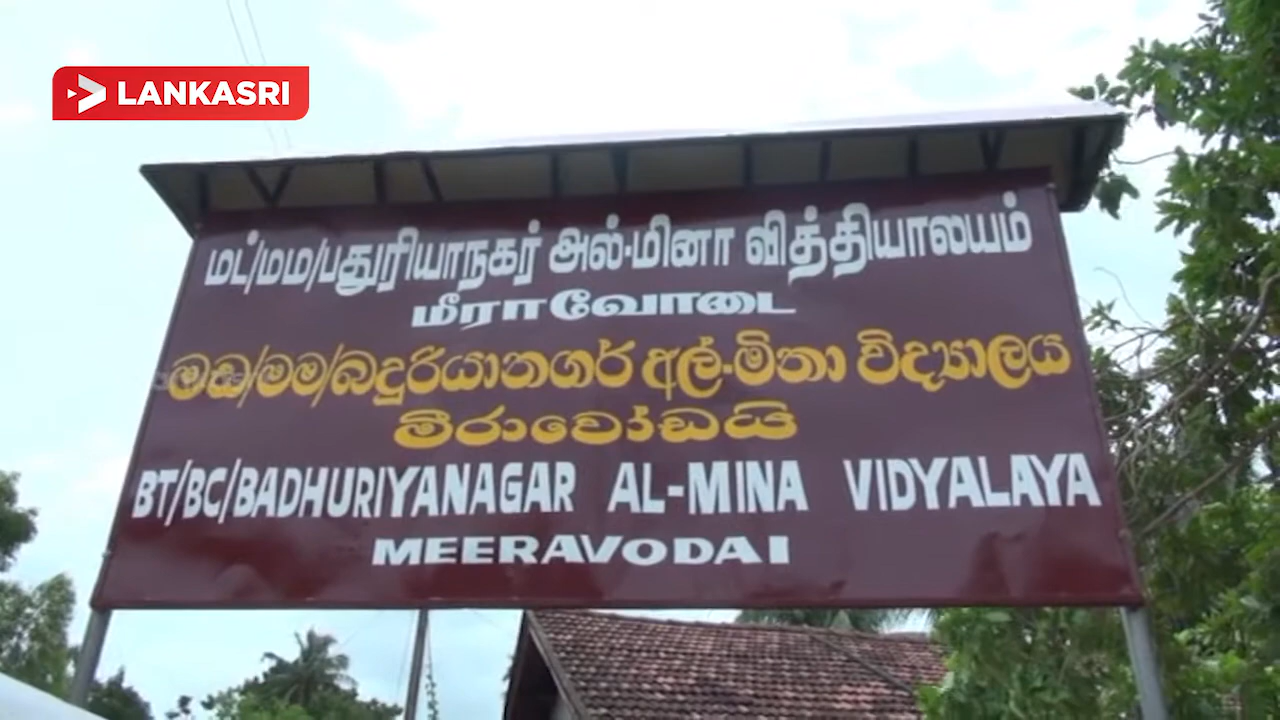 LANKASRI
மட்/மம/பதுரியாநகர் அல்-மினா வித்தியாலயம்
மீராவோடை
මඩ/මම/බදුරියානගර් අල්-මිනා විද්‍යාලය
මීරාවෝඩයි
BT/BC/BADHURIYANAGAR AL-MINA VIDYALAYA
MEERAVODAI